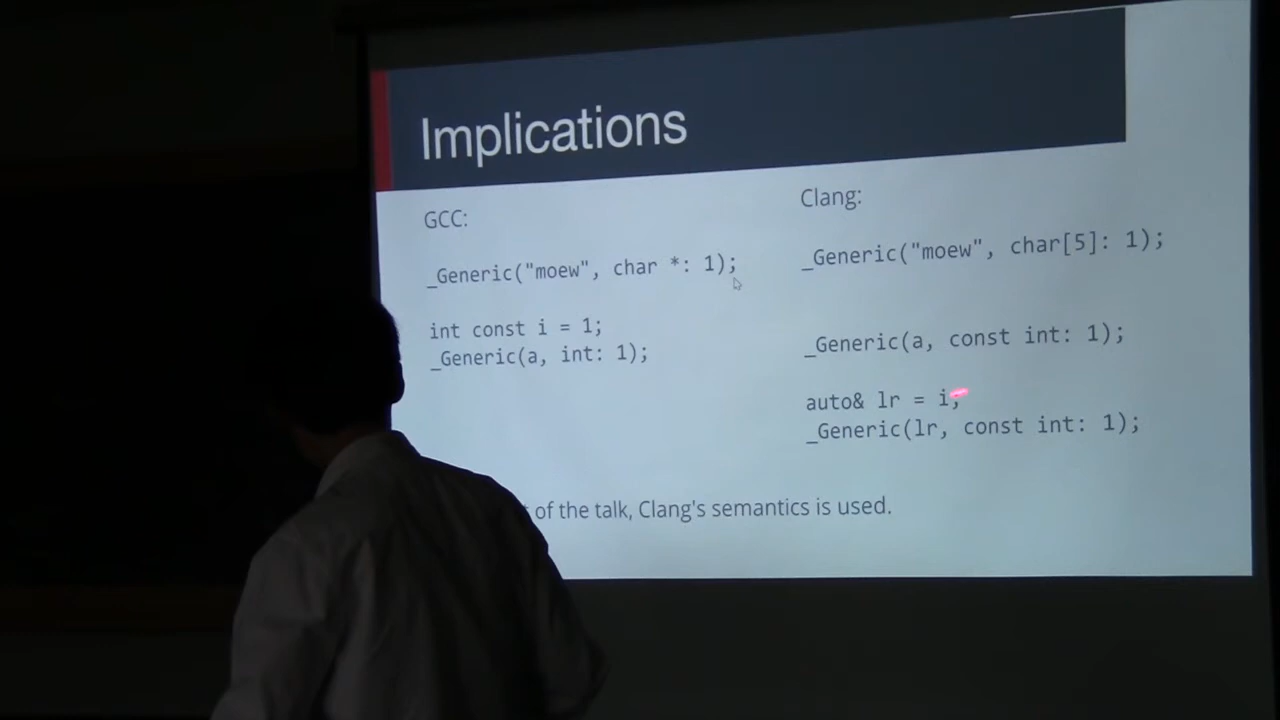 Implications
GCC:
_Generic("moew", char *: 1);
int const i = 1;
_Generic(a, int: 1);
Clang:
_Generic("moew", char[5]: 1);
_Generic(a, const int: 1);
auto& lr = i;
_Generic(lr, const int: 1);
of the talk, Clang's semantics is used.